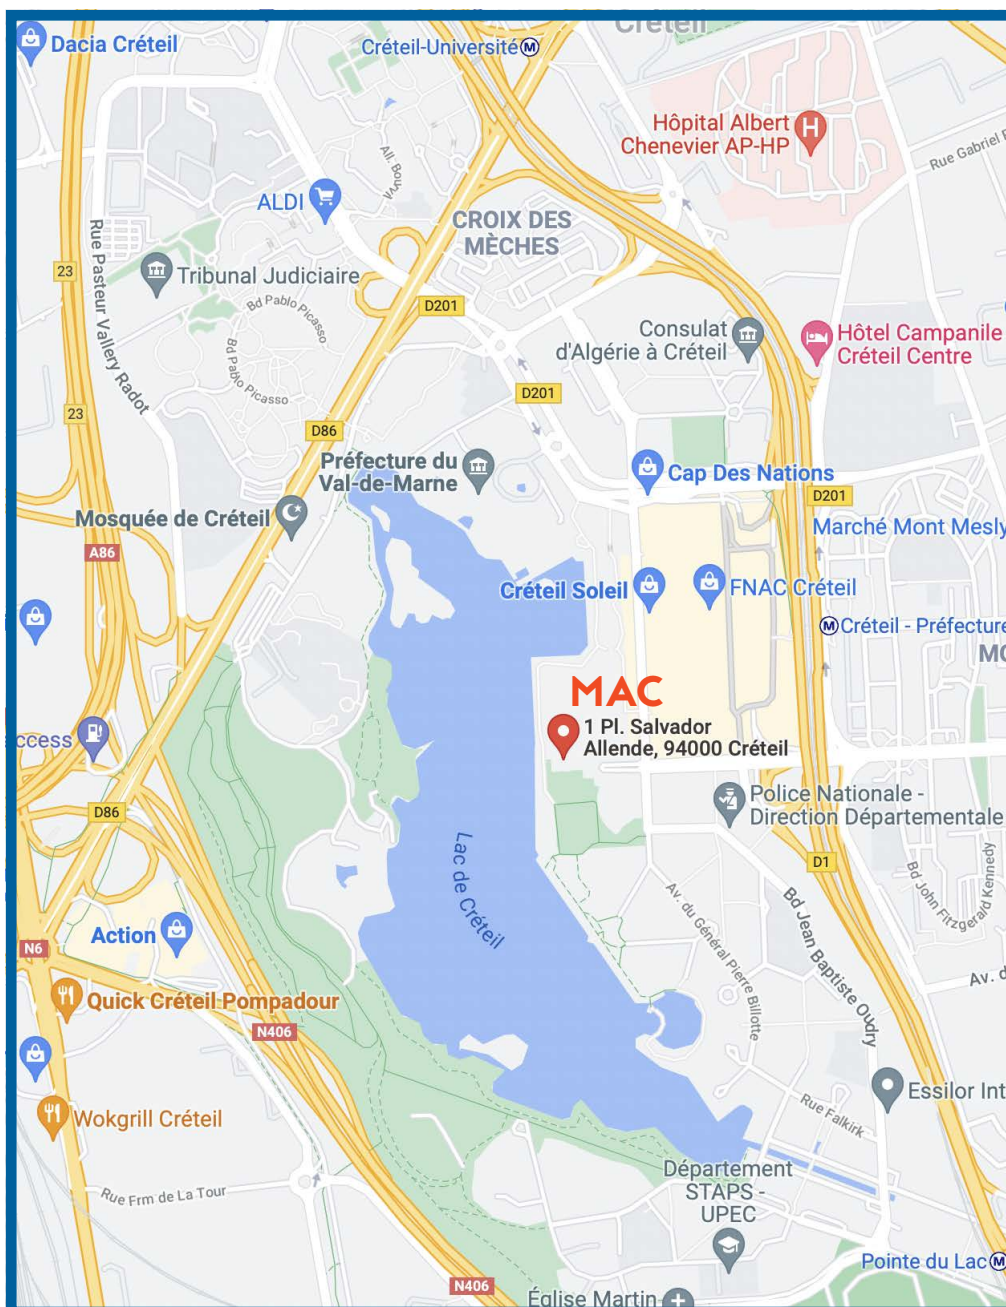 Créteil
Dacia Créteil
Créteil-Université
M
Hôpital Albert
Chenevier AP-HP
H
Rue Gabriel
All. Bou
ALDI
CROIX DES
MÈCHES
Rue Pasteur Vallery Radot
23
Tribunal Judiciaire
Bd Pablo Picasso
D201
Consulat
d'Algérie à Créteil
Hôtel Campanile
Créteil Centre
Bd Pablo Picasso
D201
23
D86
Préfecture du
Val-de-Marne
Cap Des Nations
D201
Mosquée de Créteil
Marché Mont Mesly
A86
Créteil Soleil
FNAC Créteil
M
Créteil - Préfecture
MO
MAC
1 Pl. Salvador
Allende, 94000 Créteil
ccess
Police Nationale -
Direction Départementale
D86
Lac de Créteil
D1
Bd John Fitzgerald Kennedy
Av. du Général Pierre Billotte
Bd Jean Baptiste Oudry
Action
N6
Av. d
Quick Créteil Pompadour
N406
Essilor Int
Wokgrill Créteil
Rue Falkirk
Département
STAPS -
UPEC
Rue Frm de La Tour
Pointe du Lac
M
N406
Église Martin